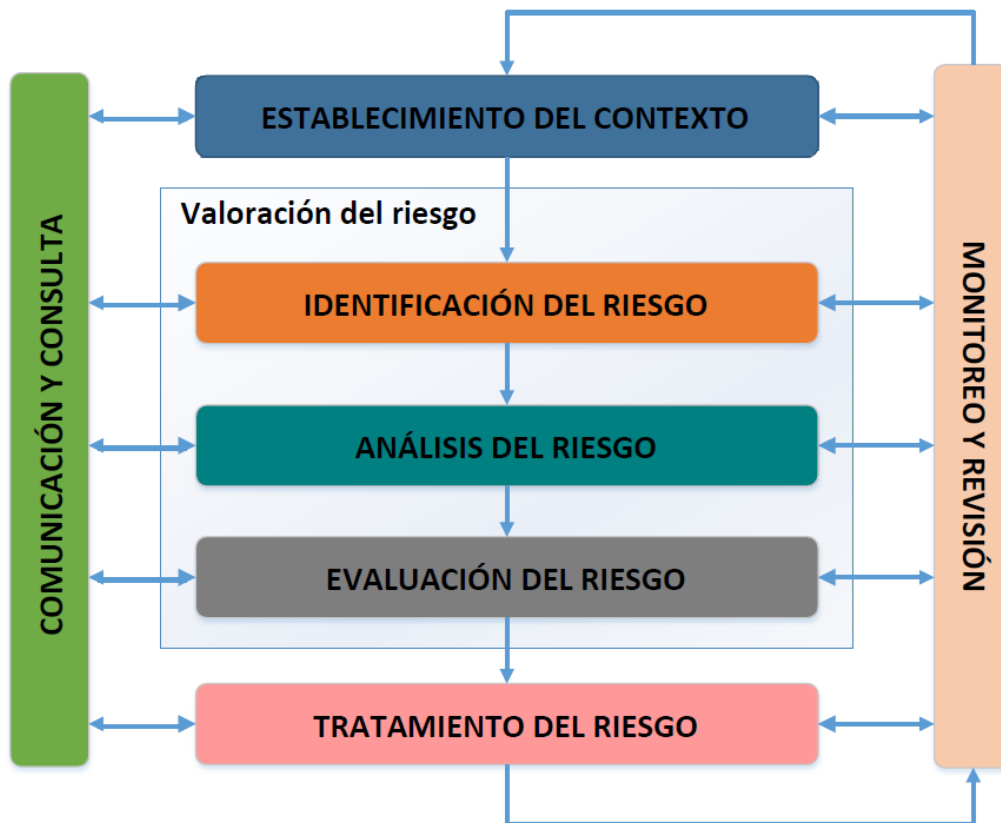 ESTABLECIMIENTO DEL CONTEXTO
Valoración del riesgo
IDENTIFICACIÓN DEL RIESGO
ANÁLISIS DEL RIESGO
EVALUACIÓN DEL RIESGO
TRATAMIENTO DEL RIESGO
COMUNICACIÓN Y CONSULTA
MONITOREO Y REVISIÓN